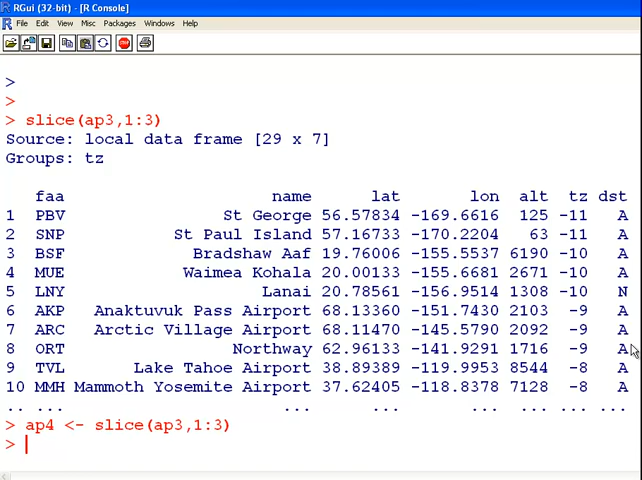 RGui (32-bit) - [R Console]
File Edit View Misc Packages Windows Help
>
>
> slice(ap3,1:3)
Source: local data frame [29 x 7]
Groups: tz
faa name lat lon alt tz dst
1 PBV St George 56.57834 -169.6616 125 -11 A
2 SNP St Paul Island 57.16733 -170.2204 63 -11 A
3 BSF Bradshaw Aaf 19.76006 -155.5537 6190 -10 A
4 MUE Waimea Kohala 20.00133 -155.6681 2671 -10 A
5 LNY Lanai 20.78561 -156.9514 1308 -10 N
6 AKP Anaktuvuk Pass Airport 68.13360 -151.7430 2103 -9 A
7 ARC Arctic Village Airport 68.11470 -145.5790 2092 -9 A
8 ORT Northway 62.96133 -141.9291 1716 -9 A
9 TVL Lake Tahoe Airport 38.89389 -119.9953 8544 -8 A
10 MMH Mammoth Yosemite Airport 37.62405 -118.8378 7128 -8 A
.. ... ... ... ... ... ... ...
> ap4 <- slice(ap3,1:3)
>